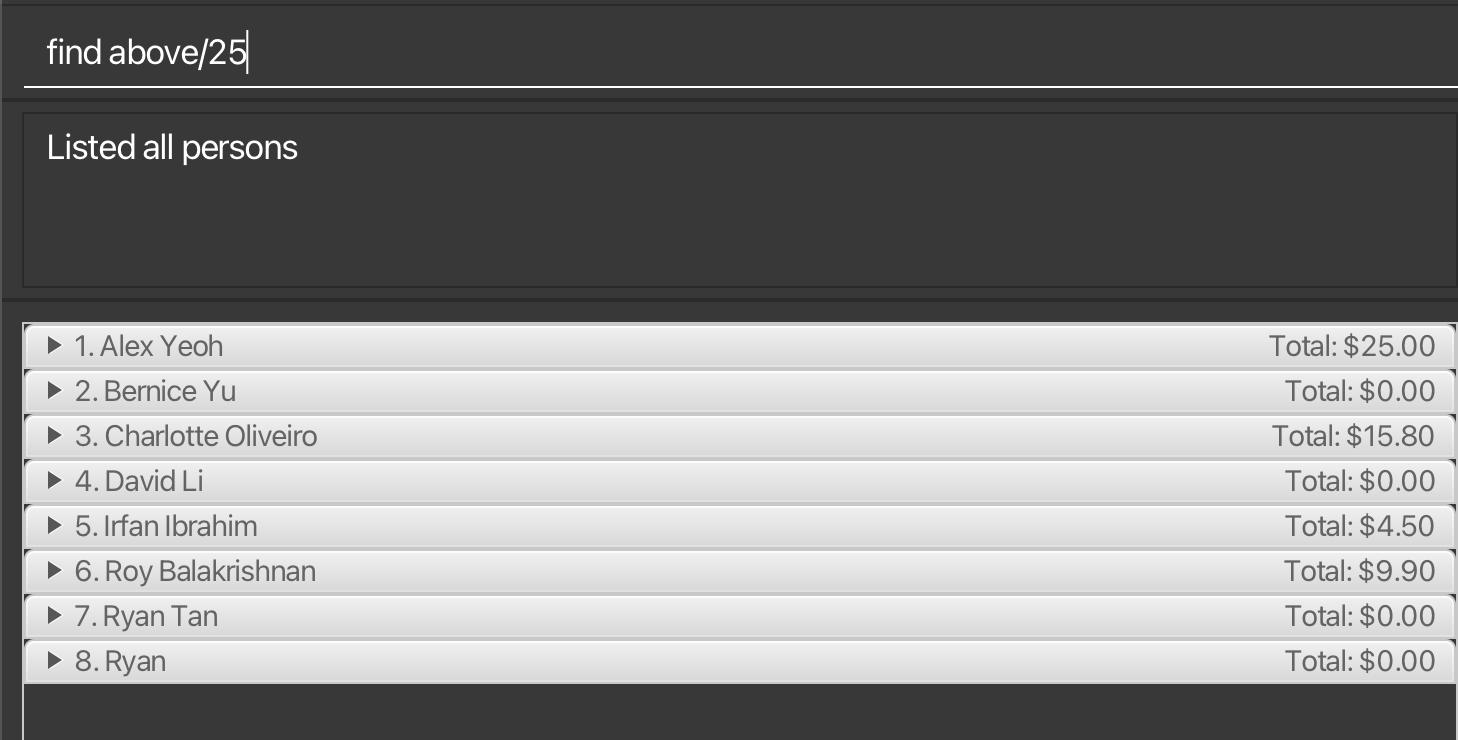 find above/25
Listed all persons
1. Alex Yeoh Total: $25.00
2. Bernice Yu Total: $0.00
3. Charlotte Oliveiro Total: $15.80
4. David Li Total: $0.00
5. Irfan Ibrahim Total: $4.50
6. Roy Balakrishnan Total: $9.90
7. Ryan Tan Total: $0.00
8. Ryan Total: $0.00